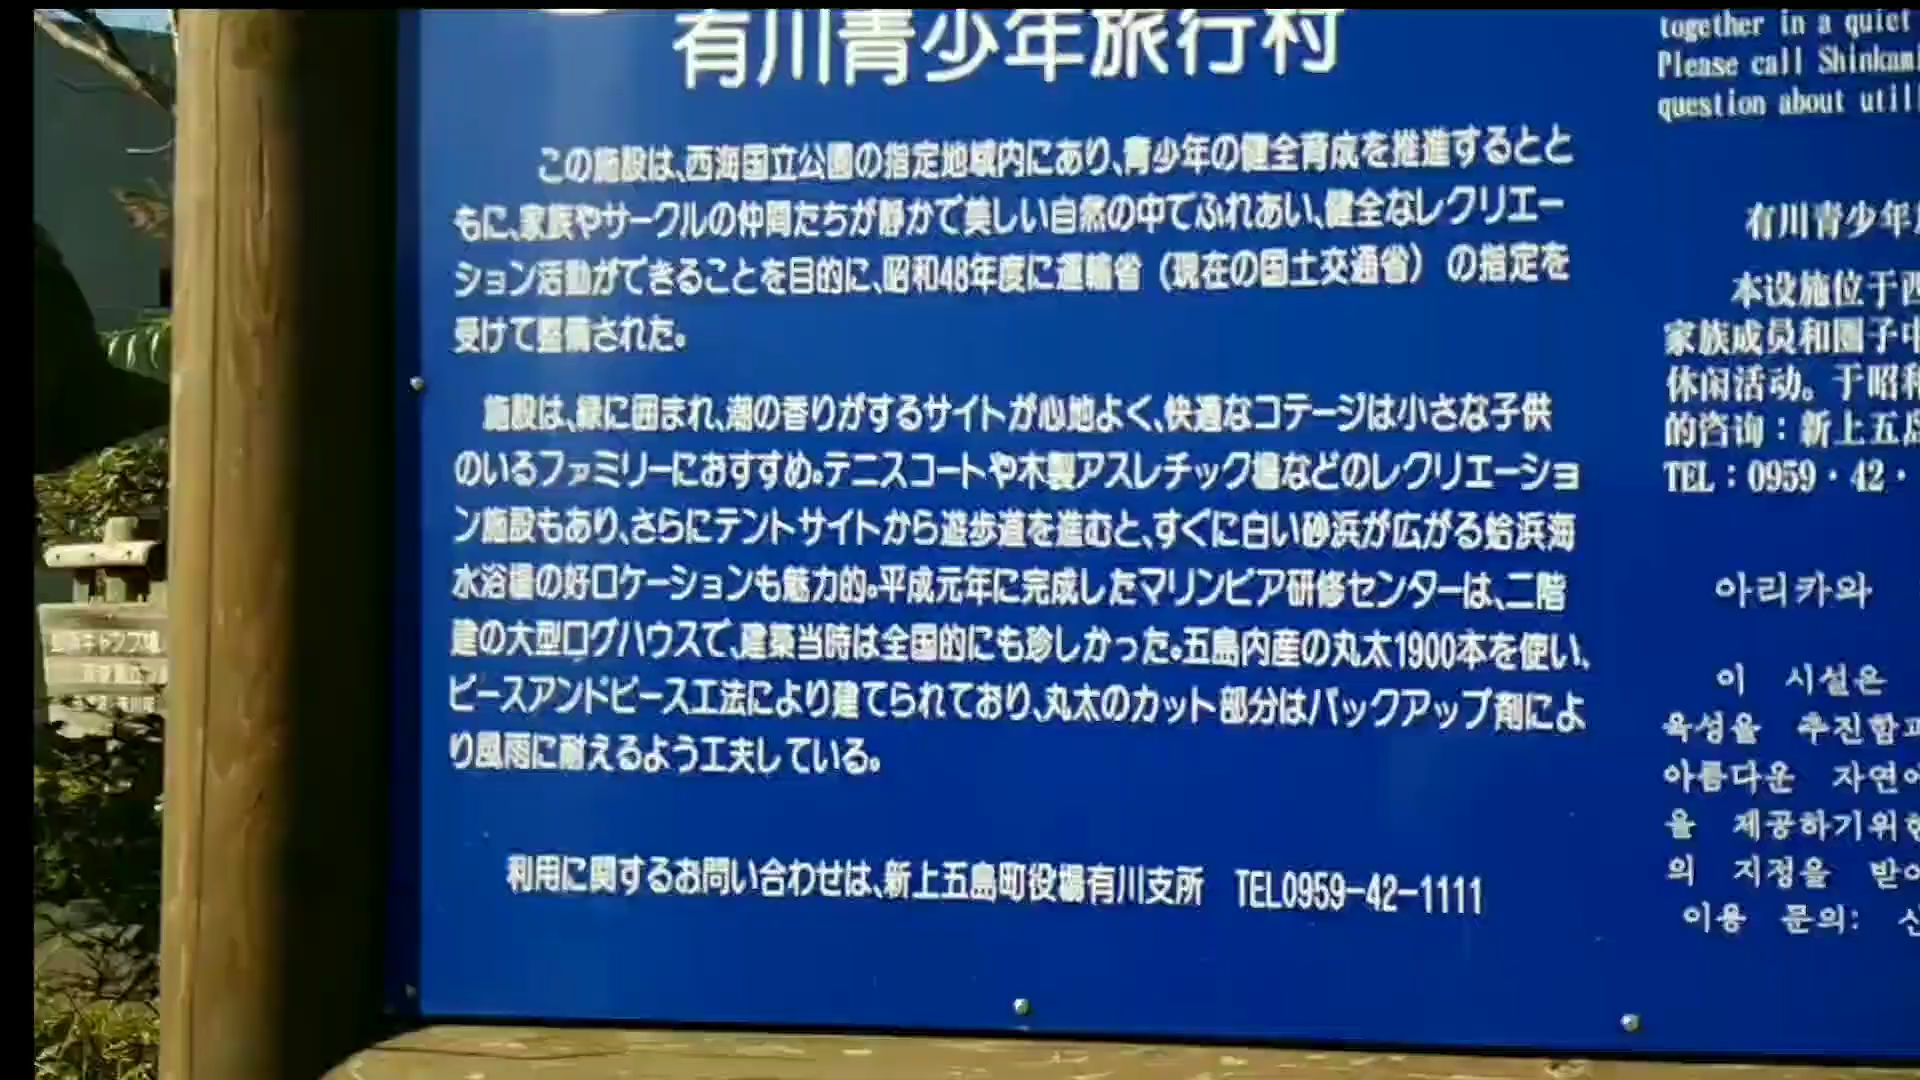 有川青少年旅行村
この施設は、西海国立公園の指定地域内にあり、青少年の健全育成を推進するとと
もに、家族やサークルの仲間たちが静かで美しい自然の中でふれあい、健全なレクリエー
ション活動ができることを目的に、昭和48年度に運輸省（現在の国土交通省）の指定を
受けて整備された。
施設は、緑に囲まれ、潮の香りがするサイトが心地よく、快適なコテージは小さな子供
のいるファミリーにおすすめ。テニスコートや木製アスレチック場などのレクリエーショ
ン施設もあり、さらにテントサイトから遊歩道を進むと、すぐに白い砂浜が広がる蛤浜海
水浴場の好ロケーションも魅力的。平成元年に完成したマリンピア研修センターは、二階
建の大型ログハウスで、建築当時は全国的にも珍しかった。五島内産の丸太1900本を使い、
ピースアンドピース工法により建てられており、丸太のカット部分はバックアップ剤によ
り風雨に耐えるよう工夫している。
利用に関するお問い合わせは、新上五島町役場有川支所　TEL0959-42-1111
together in a quiet
Please call Shinkami
question about util
有川青少年
本设施位于西
家族成员和圈子中
休闲活动。于昭和
的咨询：新上五岛
TEL：0959・42・
아리카와
이 시설은
육성을 추진함과
아름다운 자연에
을 제공하기위한
의 지정을 받아
이용 문의: 신
キャンプ場